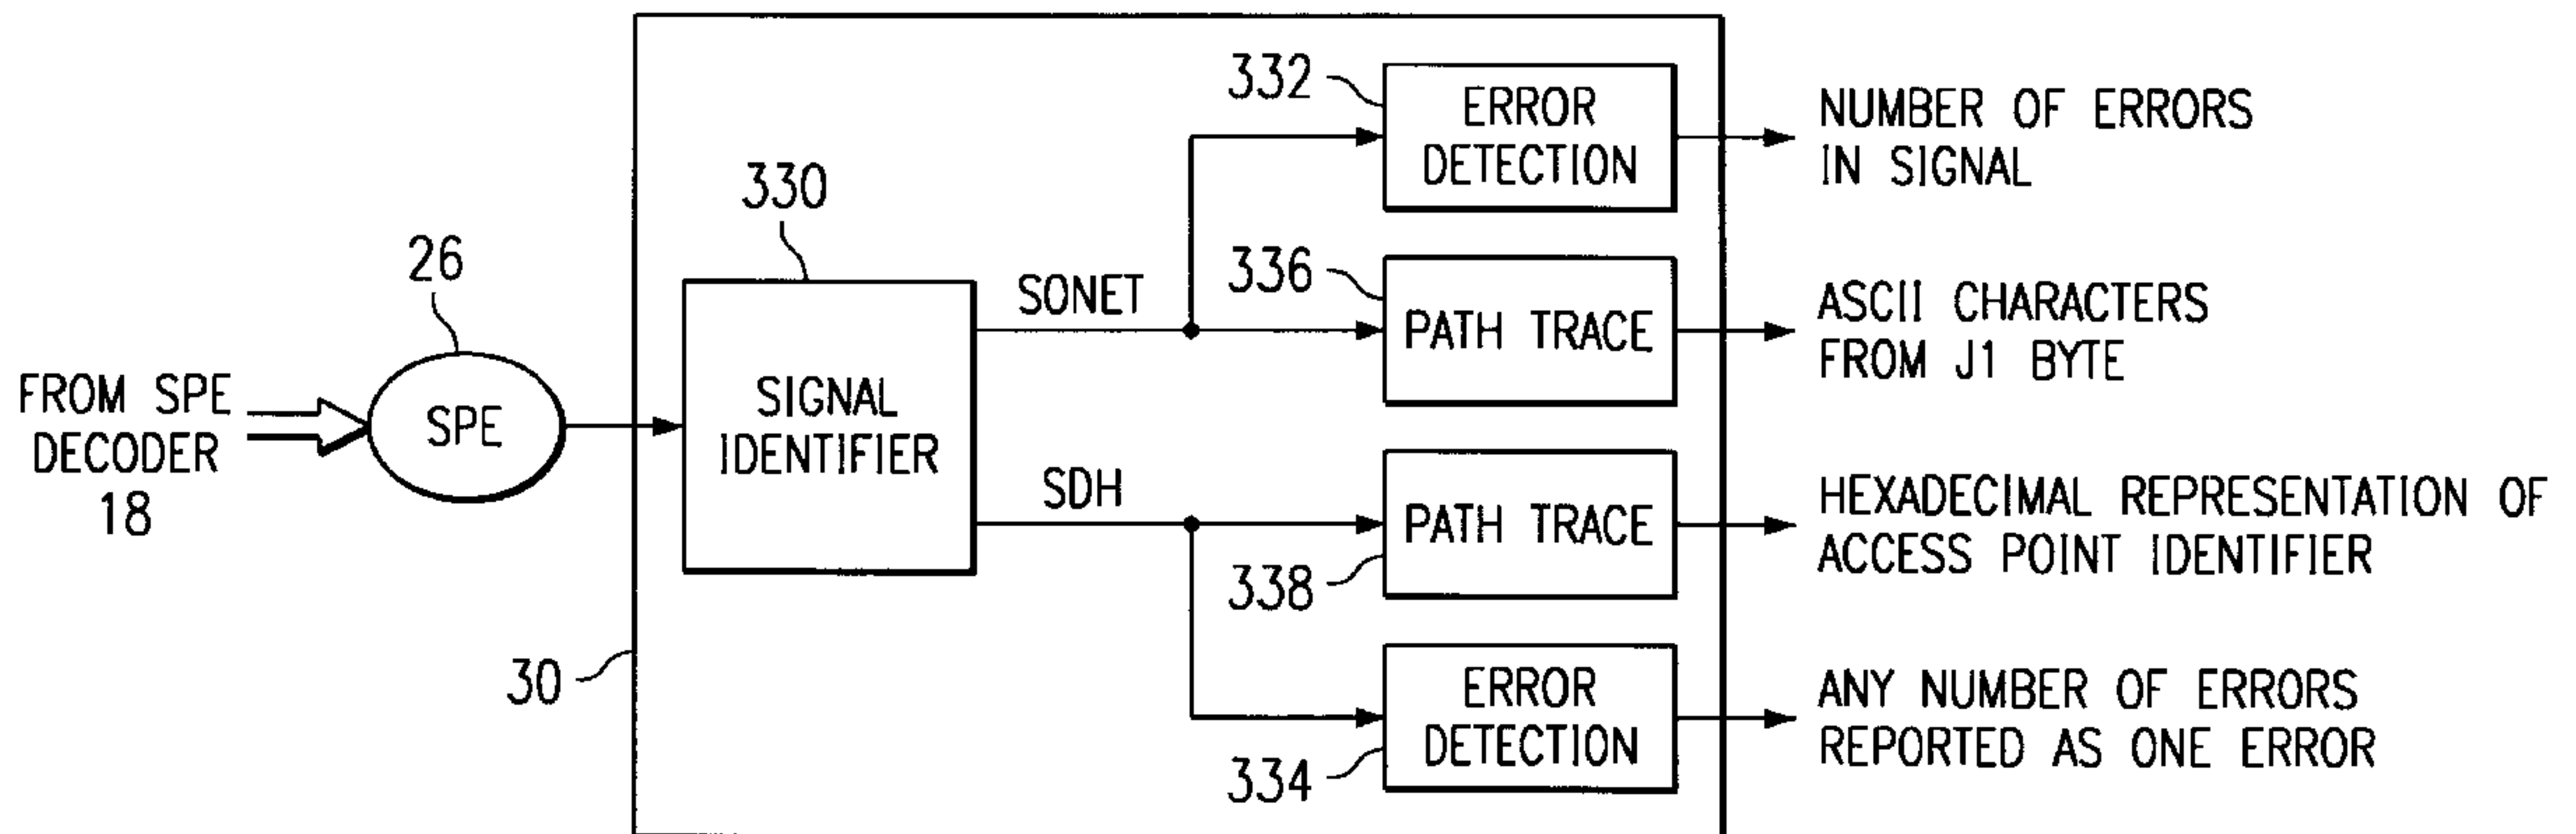 FROM SPE
DECODER
18
26
SPE
30
330
SIGNAL
IDENTIFIER
SONET
SDH
332
ERROR
DETECTION
NUMBER OF ERRORS
IN SIGNAL
336
PATH TRACE
ASCII CHARACTERS
FROM J1 BYTE
338
PATH TRACE
HEXADECIMAL REPRESENTATION OF
ACCESS POINT IDENTIFIER
334
ERROR
DETECTION
ANY NUMBER OF ERRORS
REPORTED AS ONE ERROR